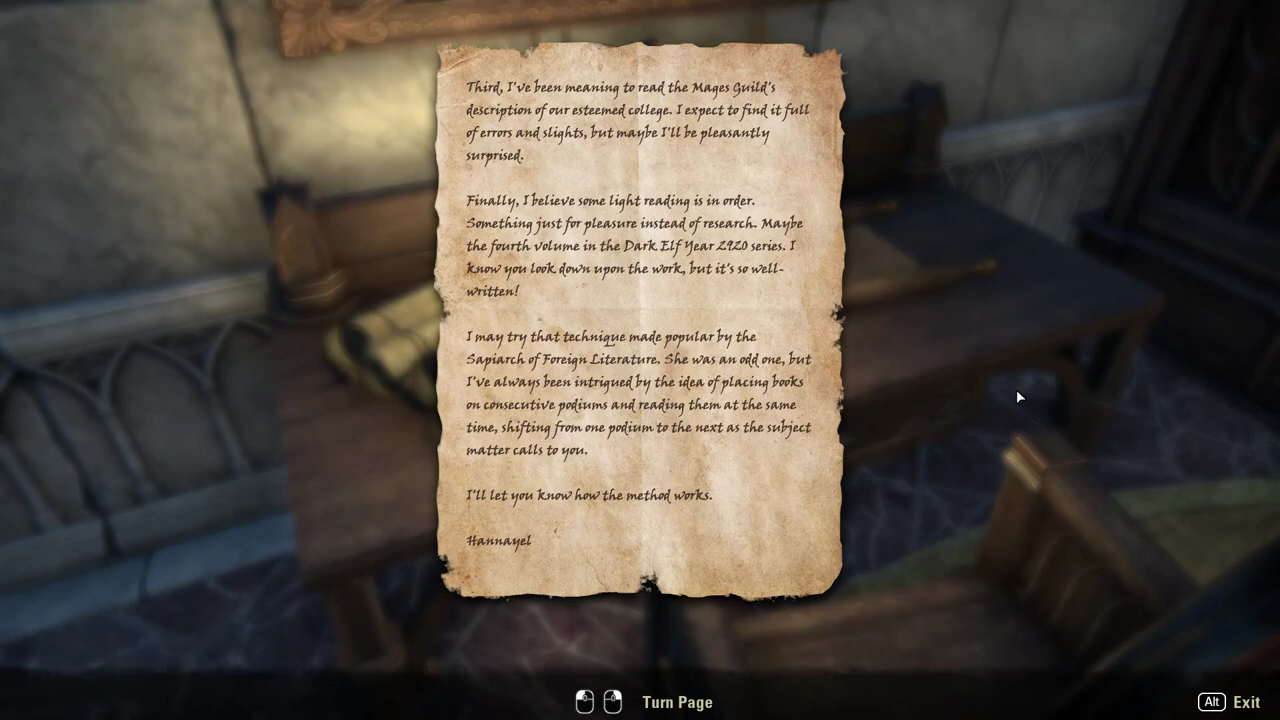 Third, I've been meaning to read the Mages Guild's
description of our esteemed college. I expect to find it full
of errors and slights, but maybe I'll be pleasantly
surprised.
Finally, I believe some light reading is in order.
Something just for pleasure instead of research. Maybe
the fourth volume in the Dark Elf Year 2920 series. I
know you look down upon the work, but it's so well-
written!
I may try that technique made popular by the
Sapiarch of Foreign Literature. She was an odd one, but
I've always been intrigued by the idea of placing books
on consecutive podiums and reading them at the same
time, shifting from one podium to the next as the subject
matter calls to you.
I'll let you know how the method works.
Hannayel
Turn Page
Alt Exit